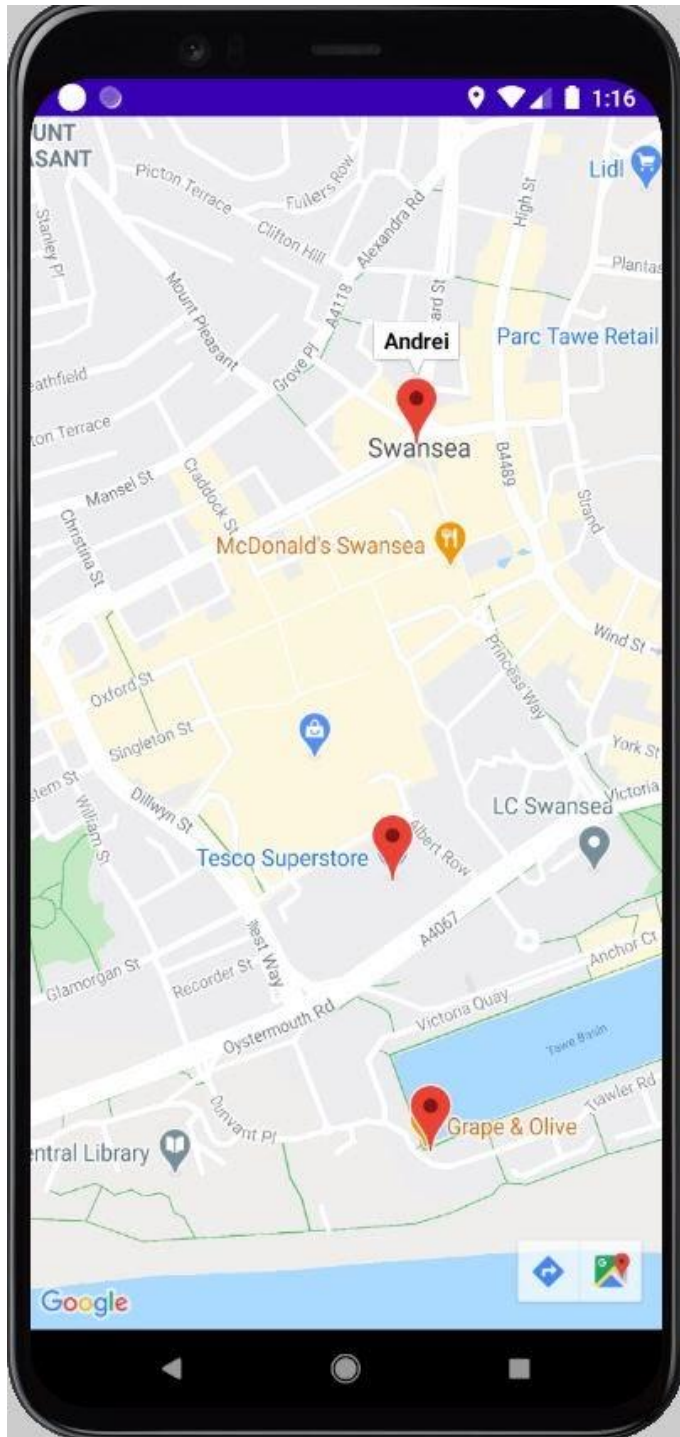 1:16
UNT
ASANT
Picton Terrace
Fuller's Row
Lidl
Stanley Pl
Clifton Hill
Alexandra Rd
High St
Plantas
Mount Pleasant
A4118
ard St
Andrei
Parc Tawe Retail
Grove Pl
eathfield
ton Terrace
Swansea
B4489
Mansel St
Craddock St
Strand
Christina St
McDonald's Swansea
Wind St
Princess Way
Oxford St
Singleton St
York St
stem St
Dillwyn St
William St
LC Swansea
Victoria
Tesco Superstore
Albert Row
A4067
West Way
Anchor Ct
Glamorgan St
Recorder St
Victoria Quay
Oystermouth Rd
Tawe Basin
Trawler Rd
Dunvant Pl
Grape & Olive
entral Library
Google